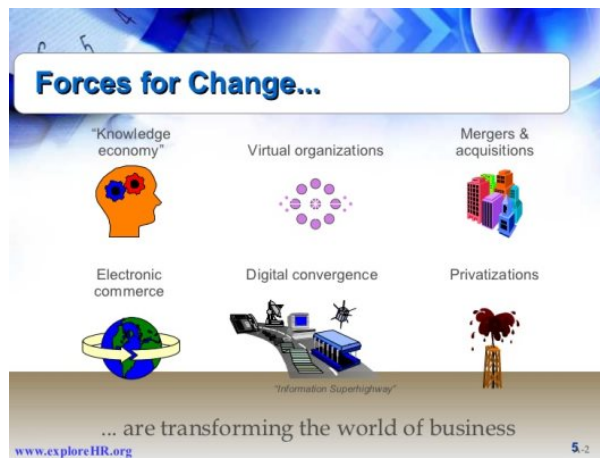 Forces for Change...
“Knowledge
economy”
Virtual organizations
Mergers &
acquisitions
Electronic
commerce
Digital convergence
Privatizations
"Information Superhighway"
... are transforming the world of business
www.exploreHR.org
5